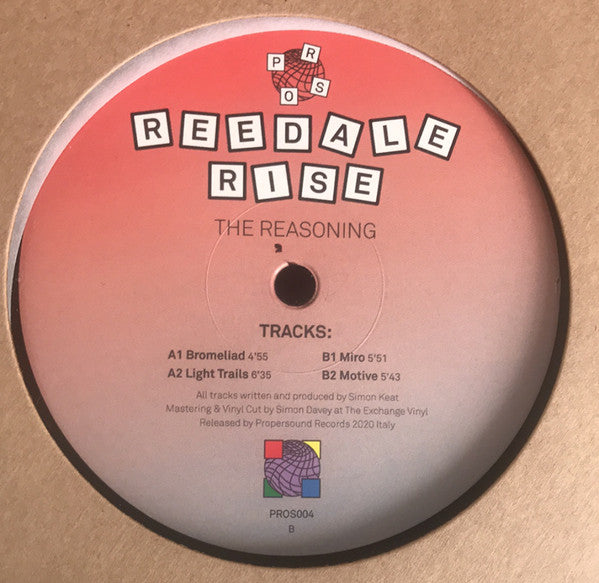 P R
O S
REEDALE
RISE
THE REASONING
TRACKS:
A1 Bromeliad 4'55 B1 Miro 5'51
A2 Light Trails 6'35 B2 Motive 5'43
All tracks written and produced by Simon Keat
Mastering & Vinyl Cut by Simon Davey at The Exchange Vinyl
Released by Propersound Records 2020 Italy
PROS004
B